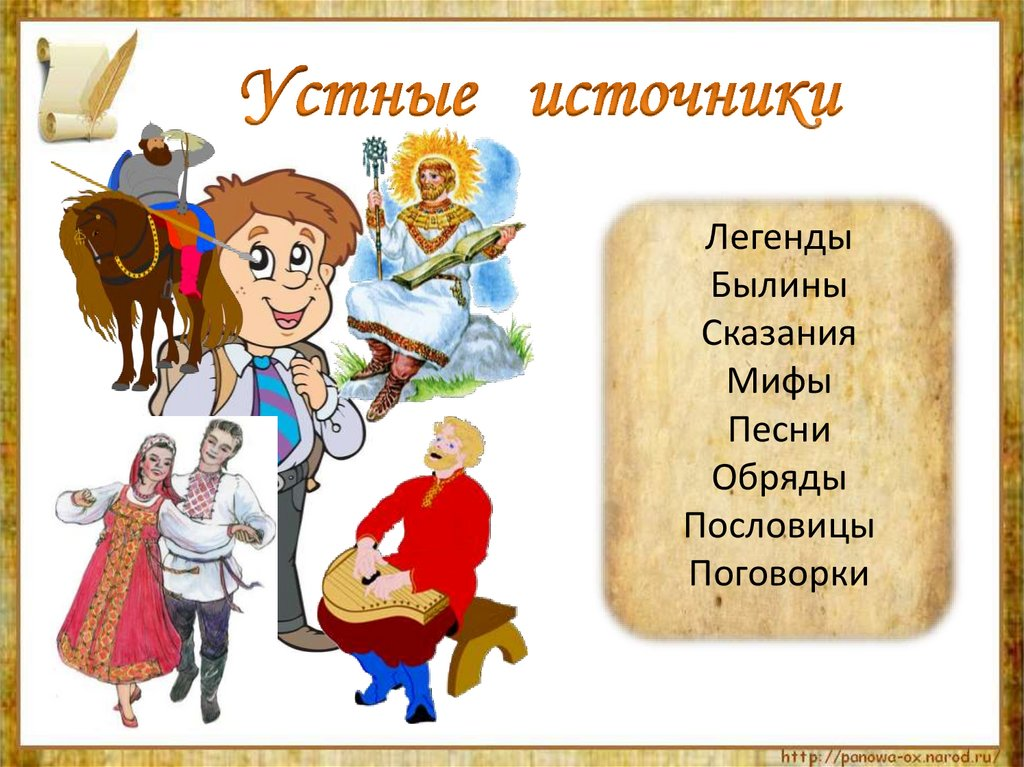 Устные источники
Легенды
Былины
Сказания
Мифы
Песни
Обряды
Пословицы
Поговорки
http://panowa-ox.narod.ru/